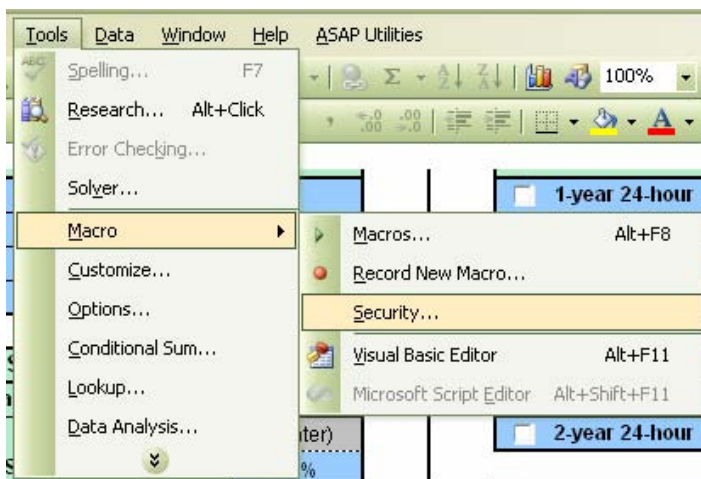 Tools Data Window Help ASAP Utilities
Spelling... F7
100%
Research... Alt+Click
Error Checking...
Solver...
1-year 24-hour
Macro
Macros... Alt+F8
Customize...
Record New Macro...
Options...
Security...
Conditional Sum...
Visual Basic Editor Alt+F11
Lookup...
Microsoft Script Editor Alt+Shift+F11
Data Analysis...
2-year 24-hour
%